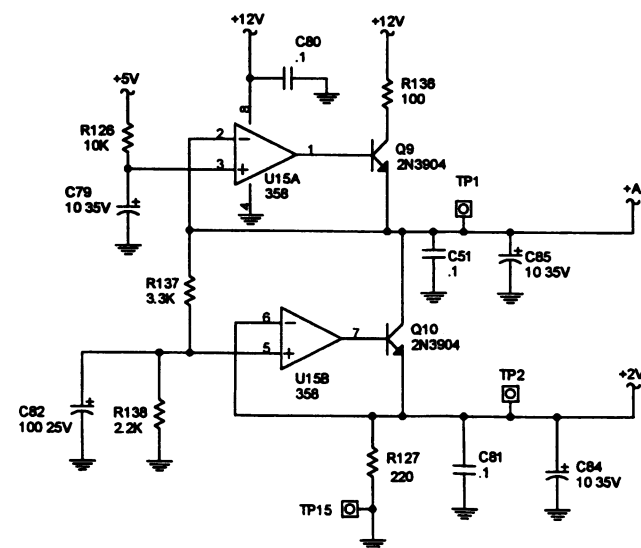 +12V
+12V
C80
.1
+5V
R136
100
8
R126
10K
2
-
1
Q9
2N3904
3
+
U15A
358
TP1
+A
C79
10 35V
+
4
R137
3.3K
C51
.1
+
C85
10 35V
6
-
7
Q10
2N3904
5
+
U15B
358
TP2
+2V
+
C82
100 25V
R138
2.2K
R127
220
C81
.1
+
C84
10 35V
TP15